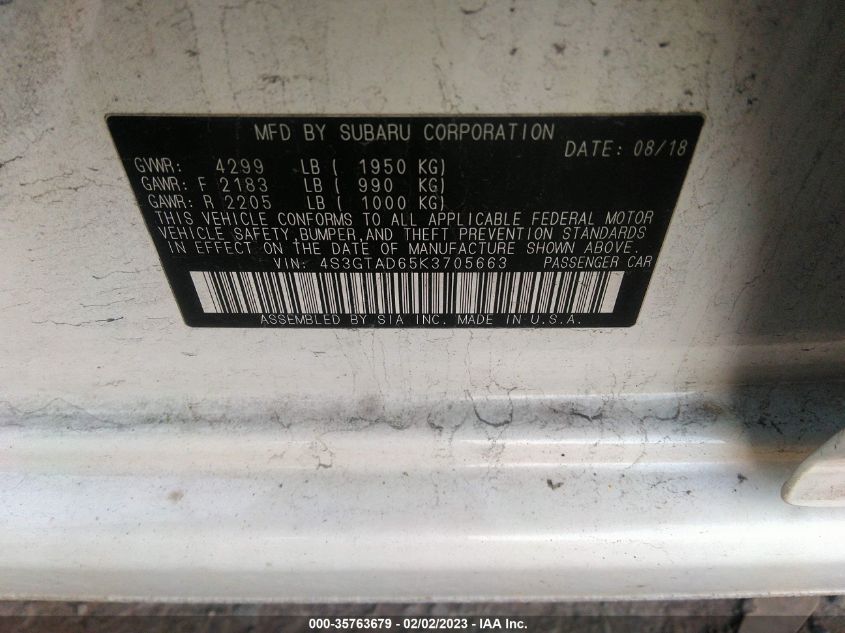 MFD BY SUBARU CORPORATION
DATE: 08/18
GVWR: 4299 LB ( 1950 KG)
GAWR: F 2183 LB ( 990 KG)
GAWR: R 2205 LB ( 1000 KG)
THIS VEHICLE CONFORMS TO ALL APPLICABLE FEDERAL MOTOR
VEHICLE SAFETY,BUMPER,AND THEFT PREVENTION STANDARDS
IN EFFECT ON THE DATE OF MANUFACTURE SHOWN ABOVE.
VIN: 4S3GTAD65K3705663 PASSENGER CAR
ASSEMBLED BY SIA INC. MADE IN U.S.A.
000-35763679 - 02/02/2023 - IAA Inc.